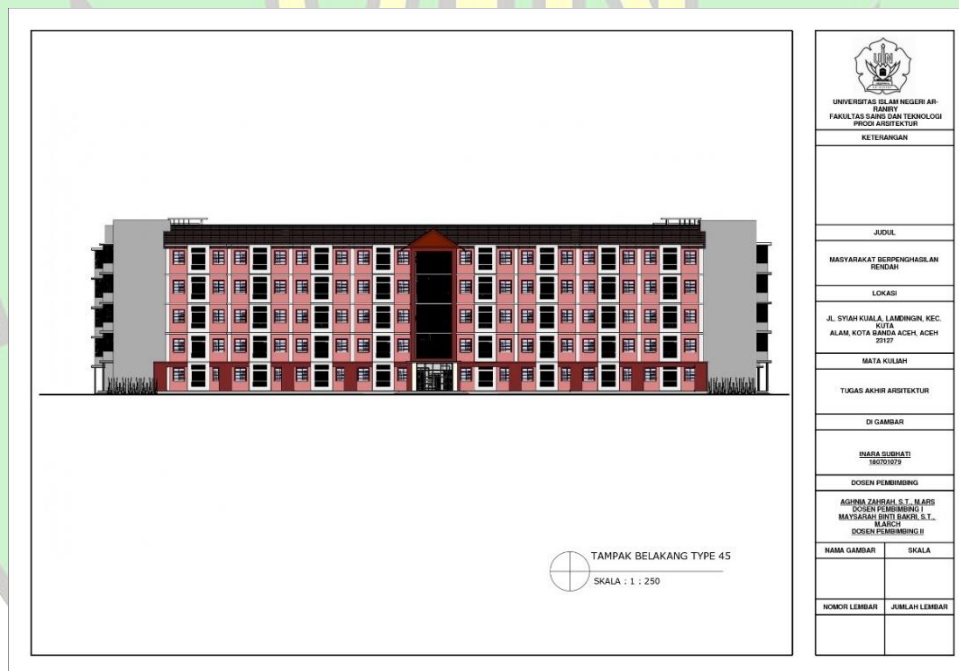 TAMPAK BELAKANG TYPE 45
SKALA : 1 : 250
UNIVERSITAS ISLAM NEGERI AR-
RANIRY
FAKULTAS SAINS DAN TEKNOLOGI
PRODI ARSITEKTUR
KETERANGAN
JUDUL
MASYARAKAT BERPENGHASILAN
RENDAH
LOKASI
JL. SYIAH KUALA, LAMDINGIN, KEC.
KUTA
ALAM, KOTA BANDA ACEH, ACEH
23127
MATA KULIAH
TUGAS AKHIR ARSITEKTUR
DI GAMBAR
INARA SUBHATI
180701079
DOSEN PEMBIMBING
AGHNIA ZAHRAH, S.T., M.ARS
DOSEN PEMBIMBING I
MAYSARAH BINTI BAKRI, S.T.,
M.ARCH
DOSEN PEMBIMBING II
NAMA GAMBAR SKALA
NOMOR LEMBAR JUMLAH LEMBAR